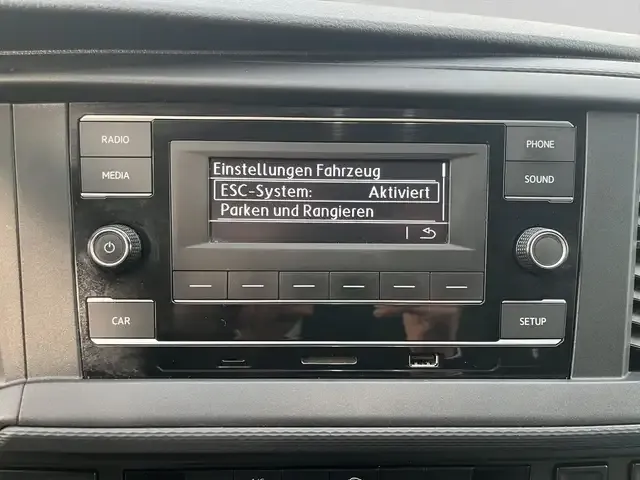 RADIO
MEDIA
PHONE
SOUND
Einstellungen Fahrzeug
ESC-System: Aktiviert
Parken und Rangieren
CAR
SETUP